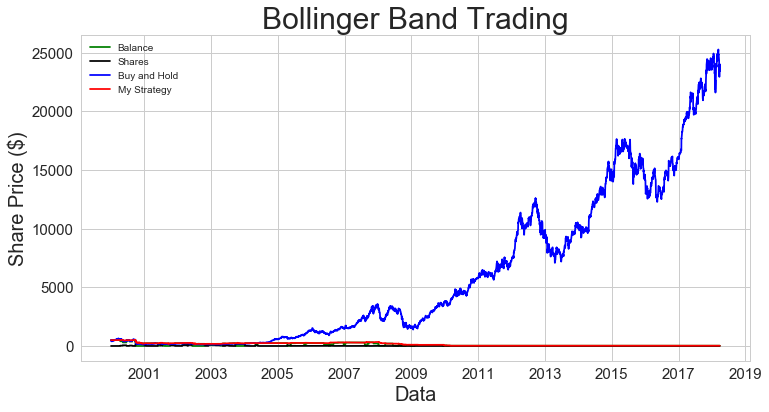 Bollinger Band Trading
Balance
Shares
Buy and Hold
My Strategy
Share Price ($)
25000
20000
15000
10000
5000
0
2001 2003 2005 2007 2009 2011 2013 2015 2017 2019
Data